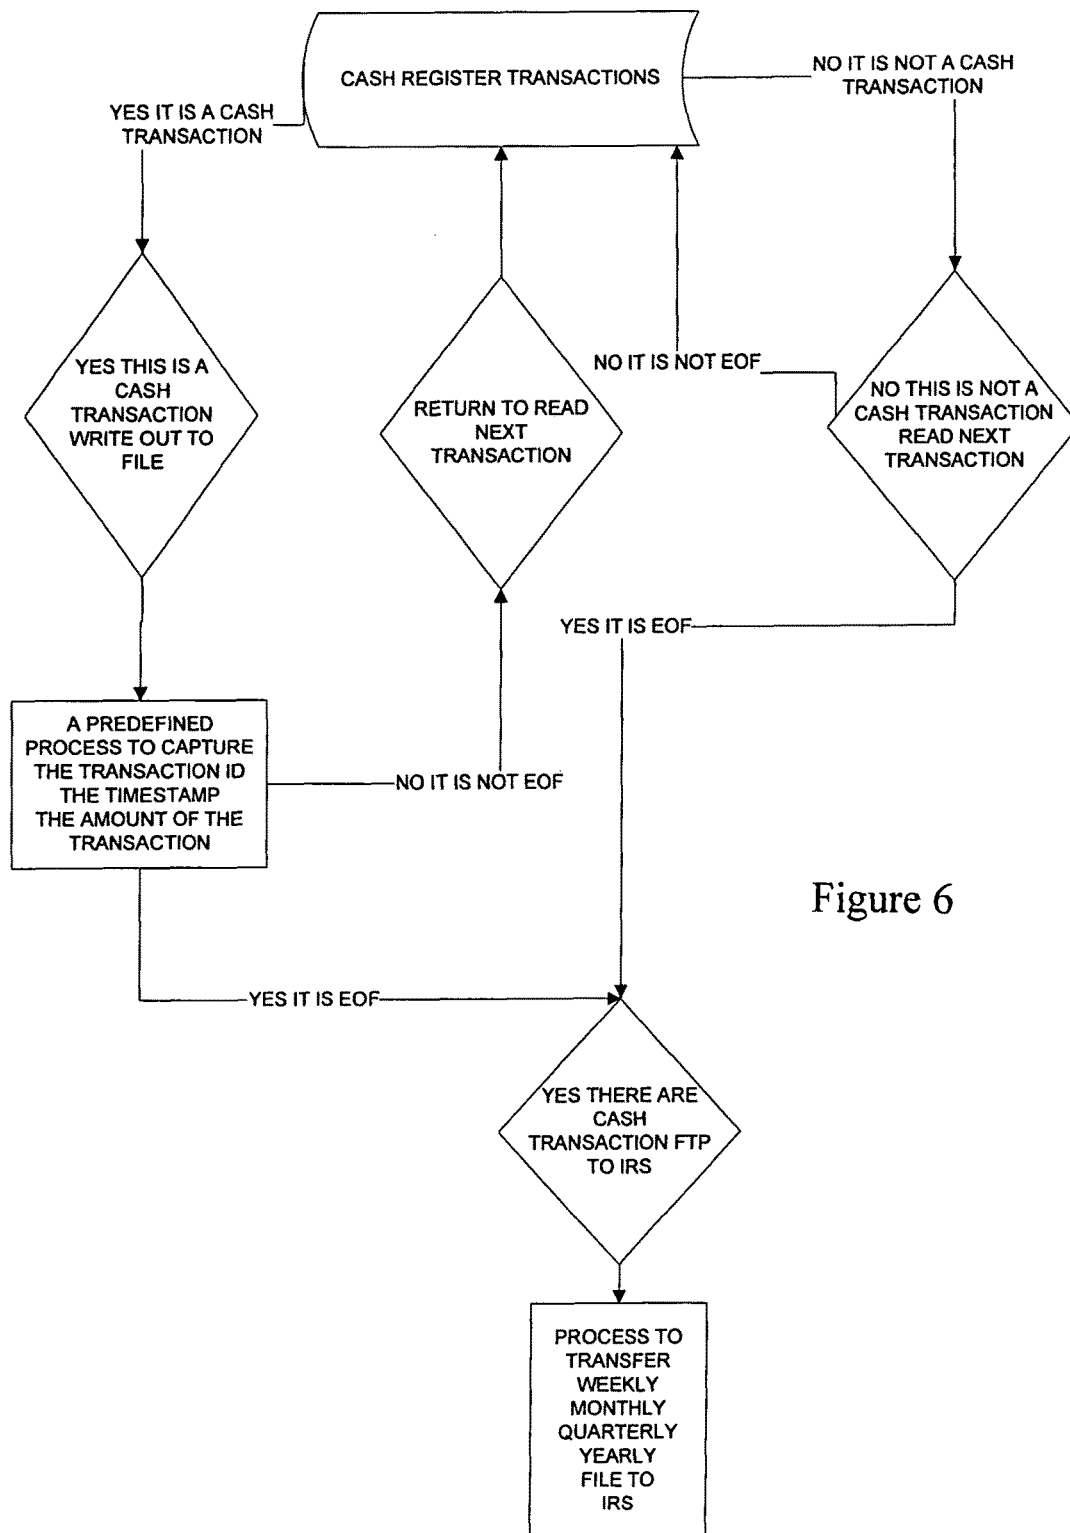 CASH REGISTER TRANSACTIONS
NO IT IS NOT A CASH
TRANSACTION
YES IT IS A CASH
TRANSACTION
YES THIS IS A
CASH
TRANSACTION
WRITE OUT TO
FILE
RETURN TO READ
NEXT
TRANSACTION
NO IT IS NOT EOF
NO THIS IS NOT A
CASH TRANSACTION
READ NEXT
TRANSACTION
YES IT IS EOF
A PREDEFINED
PROCESS TO CAPTURE
THE TRANSACTION ID
THE TIMESTAMP
THE AMOUNT OF THE
TRANSACTION
NO IT IS NOT EOF
Figure 6
YES IT IS EOF
YES THERE ARE
CASH
TRANSACTION FTP
TO IRS
PROCESS TO
TRANSFER
WEEKLY
MONTHLY
QUARTERLY
YEARLY
FILE TO
IRS